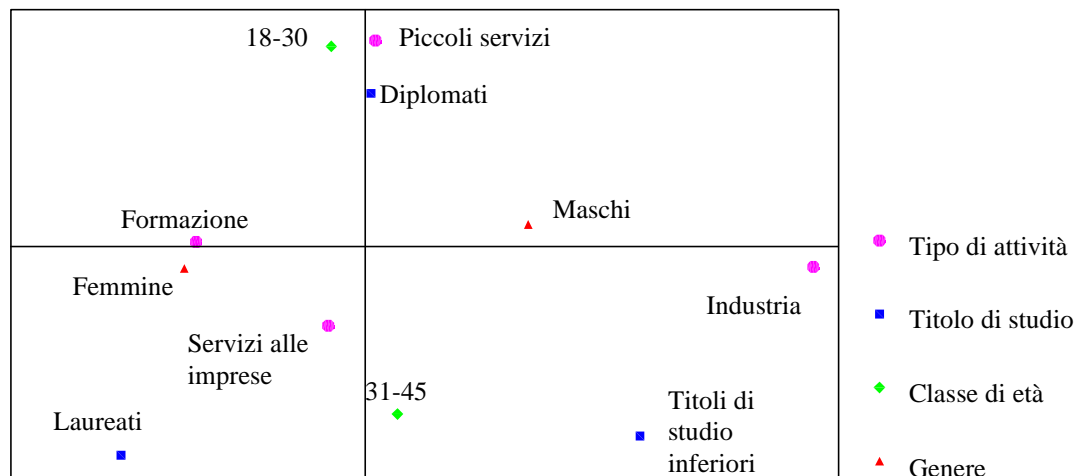 18-30
Piccoli servizi
Diplomati
Formazione
Maschi
Femmine
Industria
Servizi alle
imprese
31-45
Laureati
Titoli di
studio
inferiori
Tipo di attività
Titolo di studio
Classe di età
Genere